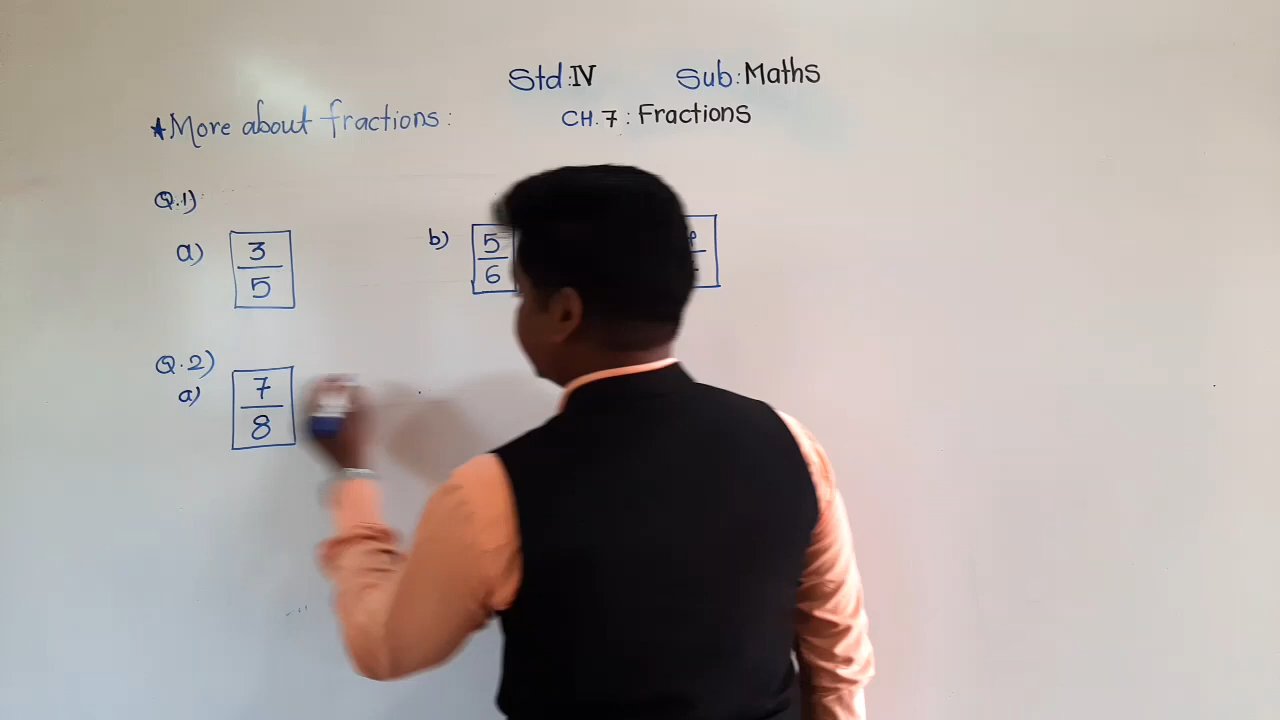 Std: IV Sub: Maths
★More about fractions: CH. 7: Fractions
Q.1)
a) 3/5 b) 5/6
Q.2)
a) 7/8